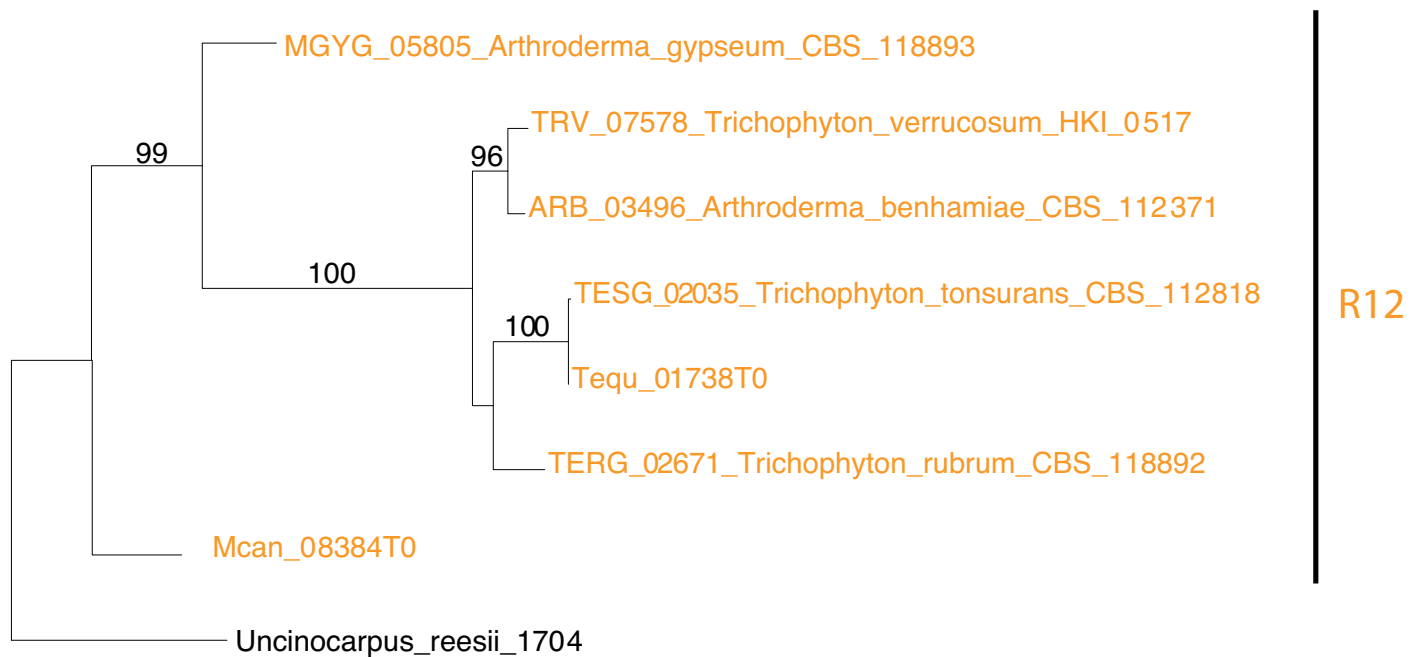 MGYG_05805_Arthroderma_gypseum_CBS_118893
TRV_07578_Trichophyton_verrucosum_HKI_0517
99
96
ARB_03496_Arthroderma_benhamiae_CBS_112371
100
TESG_02035_Trichophyton_tonsurans_CBS_112818
R12
100
Tequ_01738T0
TERG_02671_Trichophyton_rubrum_CBS_118892
Mcan_08384T0
Uncinocarpus_reesii_1704